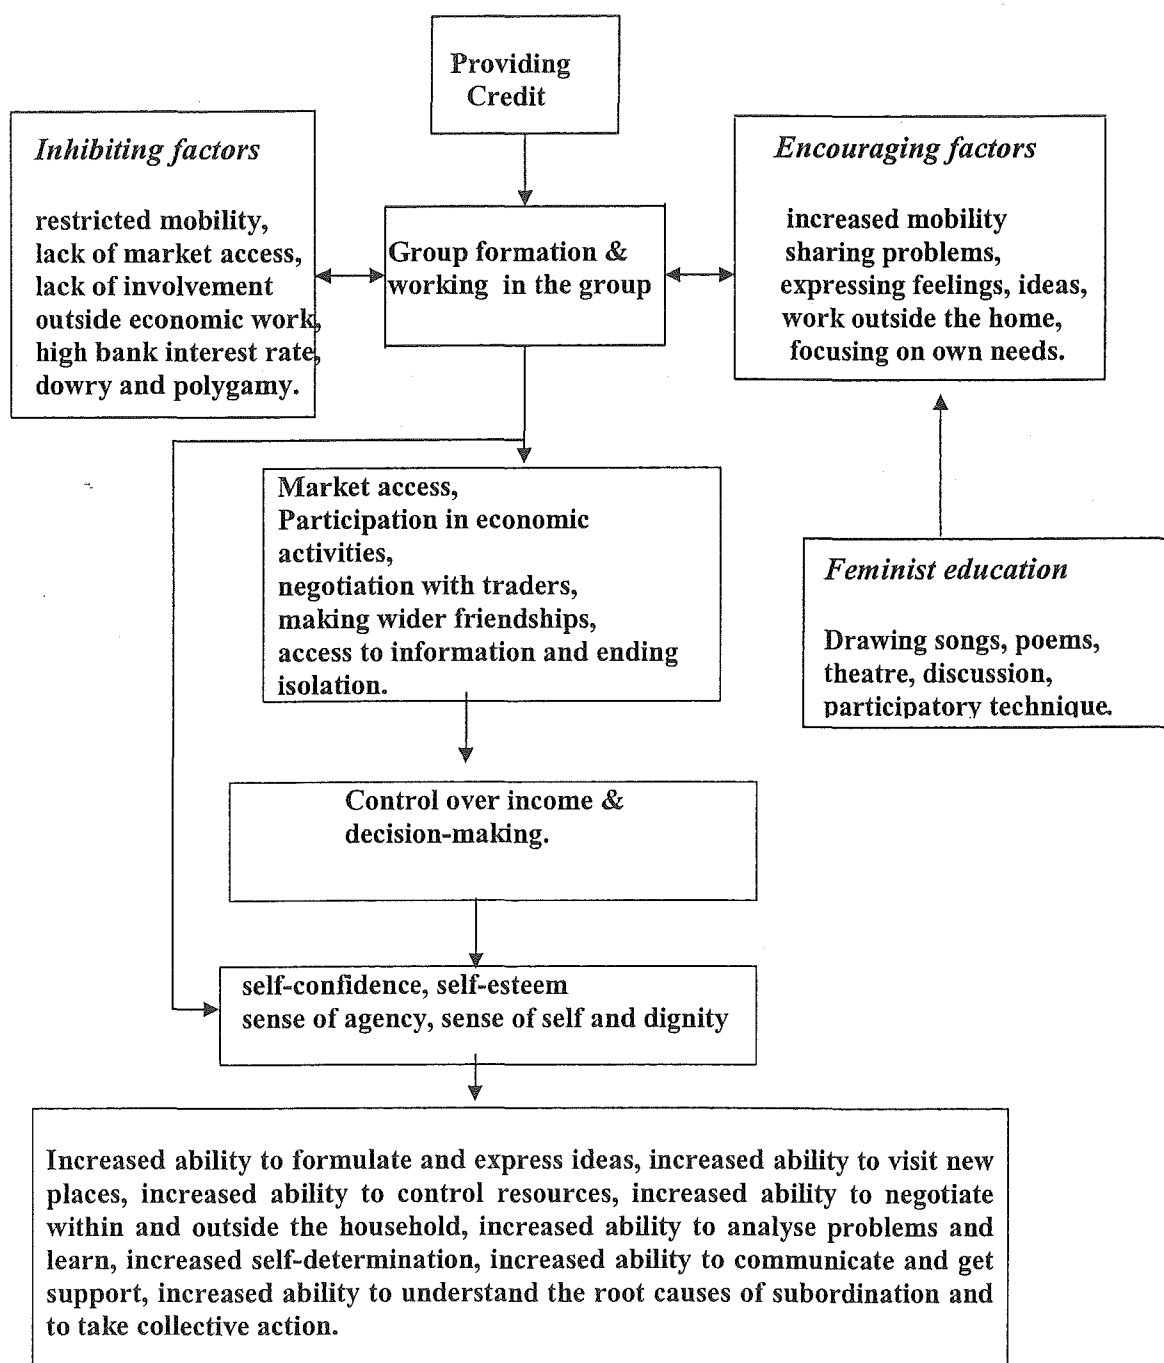 Providing
Credit
Inhibiting factors
restricted mobility,
lack of market access,
lack of involvement
outside economic work,
high bank interest rate,
dowry and polygamy.
Group formation &
working in the group
Encouraging factors
increased mobility
sharing problems,
expressing feelings, ideas,
work outside the home,
focusing on own needs.
Market access,
Participation in economic
activities,
negotiation with traders,
making wider friendships,
access to information and ending
isolation.
Feminist education
Drawing songs, poems,
theatre, discussion,
participatory technique.
Control over income &
decision-making.
self-confidence, self-esteem
sense of agency, sense of self and dignity
Increased ability to formulate and express ideas, increased ability to visit new
places, increased ability to control resources, increased ability to negotiate
within and outside the household, increased ability to analyse problems and
learn, increased self-determination, increased ability to communicate and get
support, increased ability to understand the root causes of subordination and
to take collective action.